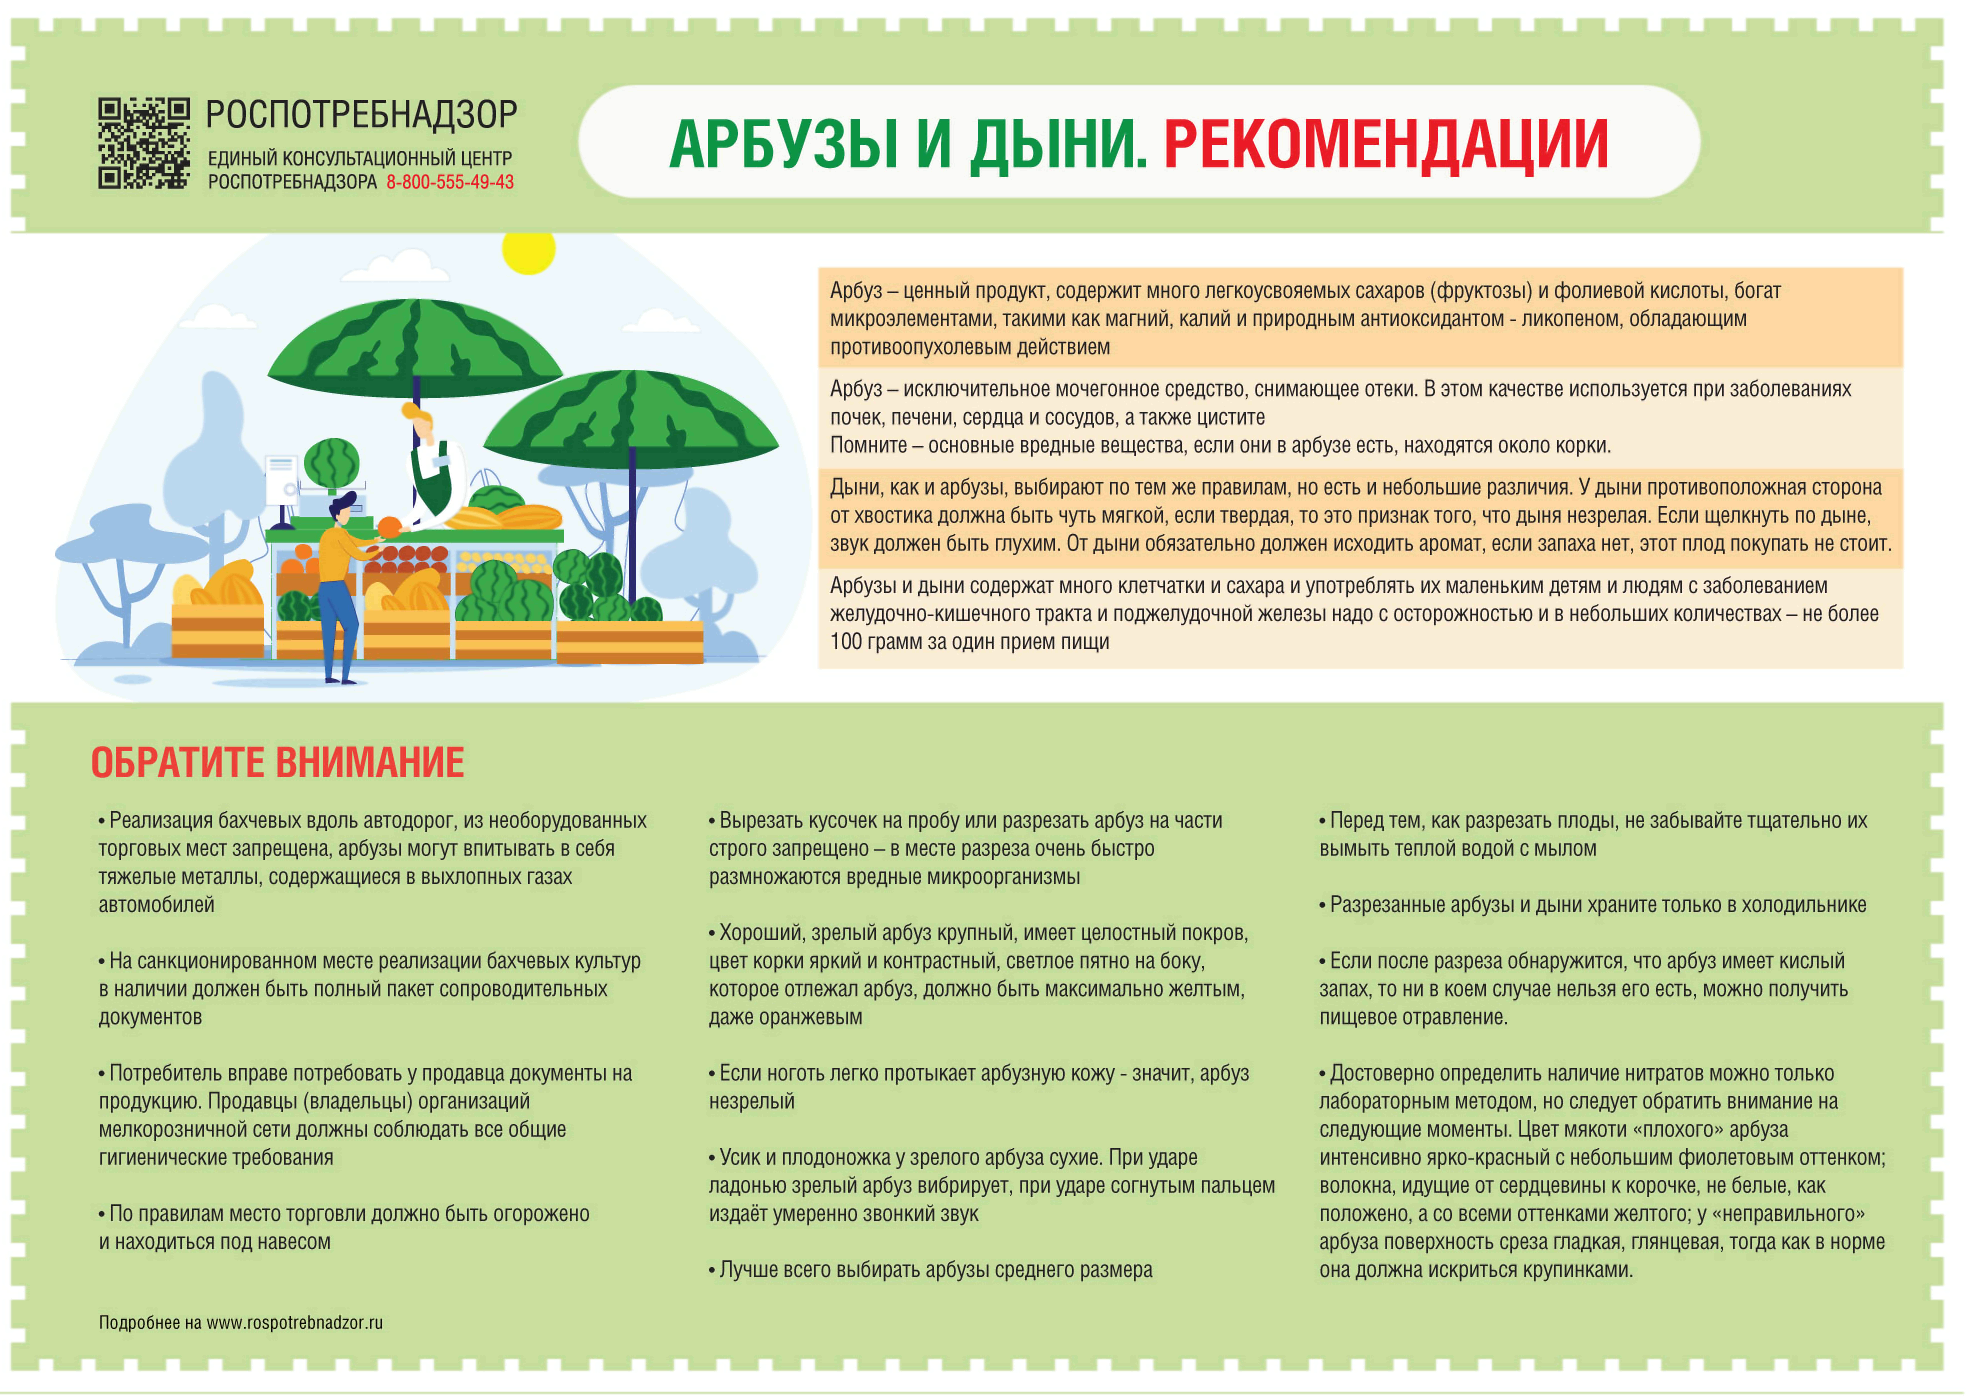 РОСПОТРЕБНАДЗОР
ЕДИНЫЙ КОНСУЛЬТАЦИОННЫЙ ЦЕНТР
РОСПОТРЕБНАДЗОРА 8-800-555-49-43
АРБУЗЫ И ДЫНИ. РЕКОМЕНДАЦИИ
Арбуз – ценный продукт, содержит много легкоусвояемых сахаров (фруктозы) и фолиевой кислоты, богат
микроэлементами, такими как магний, калий и природным антиоксидантом - ликопеном, обладающим
противоопухолевым действием
Арбуз – исключительное мочегонное средство, снимающее отеки. В этом качестве используется при заболеваниях
почек, печени, сердца и сосудов, а также цистите
Помните – основные вредные вещества, если они в арбузе есть, находятся около корки.
Дыни, как и арбузы, выбирают по тем же правилам, но есть и небольшие различия. У дыни противоположная сторона
от хвостика должна быть чуть мягкой, если твердая, то это признак того, что дыня незрелая. Если щелкнуть по дыне,
звук должен быть глухим. От дыни обязательно должен исходить аромат, если запаха нет, этот плод покупать не стоит.
Арбузы и дыни содержат много клетчатки и сахара и употреблять их маленьким детям и людям с заболеванием
желудочно-кишечного тракта и поджелудочной железы надо с осторожностью и в небольших количествах – не более
100 грамм за один прием пищи
ОБРАТИТЕ ВНИМАНИЕ
• Реализация бахчевых вдоль автодорог, из необорудованных
торговых мест запрещена, арбузы могут впитывать в себя
тяжелые металлы, содержащиеся в выхлопных газах
автомобилей
• На санкционированном месте реализации бахчевых культур
в наличии должен быть полный пакет сопроводительных
документов
• Потребитель вправе потребовать у продавца документы на
продукцию. Продавцы (владельцы) организаций
мелкорозничной сети должны соблюдать все общие
гигиенические требования
• По правилам место торговли должно быть огорожено
и находиться под навесом
• Вырезать кусочек на пробу или разрезать арбуз на части
строго запрещено – в месте разреза очень быстро
размножаются вредные микроорганизмы
• Хороший, зрелый арбуз крупный, имеет целостный покров,
цвет корки яркий и контрастный, светлое пятно на боку,
которое отлежал арбуз, должно быть максимально желтым,
даже оранжевым
• Если ноготь легко протыкает арбузную кожу - значит, арбуз
незрелый
• Усик и плодоножка у зрелого арбуза сухие. При ударе
ладонью зрелый арбуз вибрирует, при ударе согнутым пальцем
издаёт умеренно звонкий звук
• Лучше всего выбирать арбузы среднего размера
• Перед тем, как разрезать плоды, не забывайте тщательно их
вымыть теплой водой с мылом
• Разрезанные арбузы и дыни храните только в холодильнике
• Если после разреза обнаружится, что арбуз имеет кислый
запах, то ни в коем случае нельзя его есть, можно получить
пищевое отравление.
• Достоверно определить наличие нитратов можно только
лабораторным методом, но следует обратить внимание на
следующие моменты. Цвет мякоти «плохого» арбуза
интенсивно ярко-красный с небольшим фиолетовым оттенком;
волокна, идущие от сердцевины к корочке, не белые, как
положено, а со всеми оттенками желтого; у «неправильного»
арбуза поверхность среза гладкая, глянцевая, тогда как в норме
она должна искриться крупинками.
Подробнее на www.rospotrebnadzor.ru